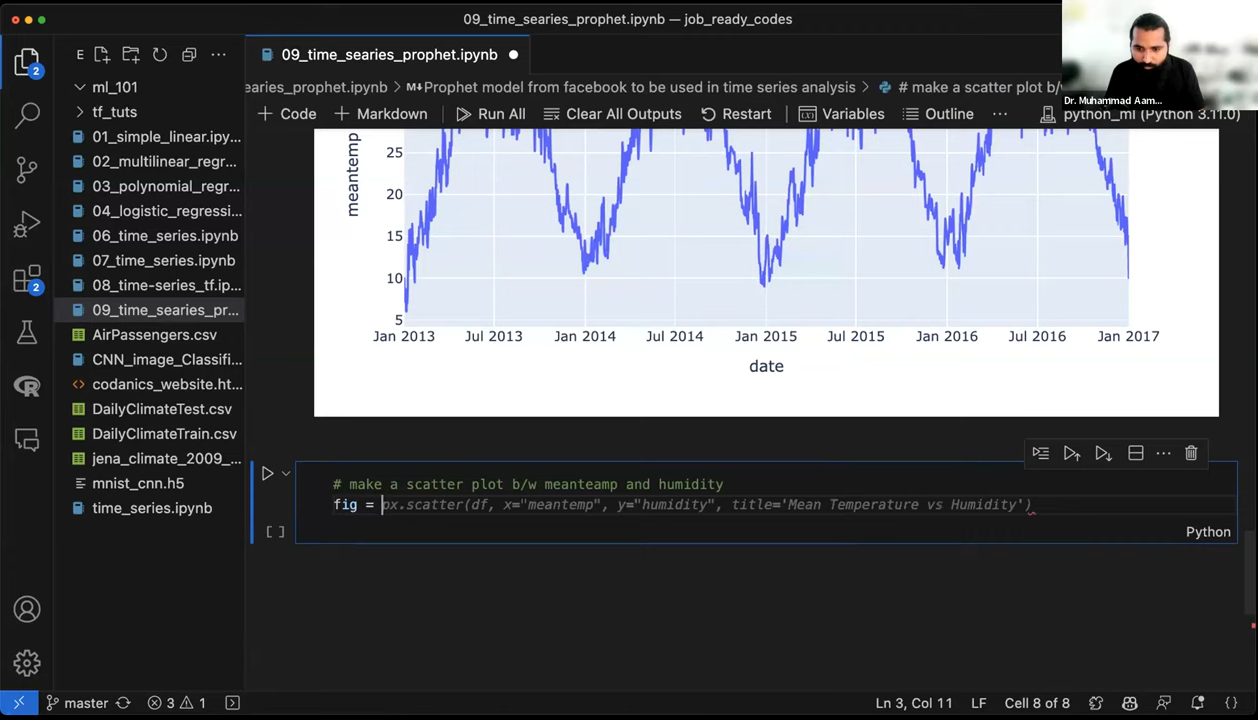 09_time_searies_prophet.ipynb — job_ready_codes
E
09_time_searies_prophet.ipynb
earies_prophet.ipynb > M↓Prophet model from facebook to be used in time series analysis > # make a scatter plot b/
+ Code + Markdown Run All Clear All Outputs Restart Variables Outline ... python_ml (Python 3.11.0)
Dr. Muhammad Aam...
2
2
ml_101
tf_tuts
01_simple_linear.ipy...
02_multilinear_regr...
03_polynomial_regr...
04_logistic_regressi...
06_time_series.ipynb
07_time_series.ipynb
08_time-series_tf.ip...
09_time_searies_pr...
AirPassengers.csv
CNN_image_Classifi...
codanics_website.ht...
DailyClimateTest.csv
DailyClimateTrain.csv
jena_climate_2009_...
mnist_cnn.h5
time_series.ipynb
meantemp
25
20
15
10
5
Jan 2013 Jul 2013 Jan 2014 Jul 2014 Jan 2015 Jul 2015 Jan 2016 Jul 2016 Jan 2017
date
# make a scatter plot b/w meanteamp and humidity
fig = px.scatter(df, x="meantemp", y="humidity", title='Mean Temperature vs Humidity')
[ ]
Python
master 3 1 Ln 3, Col 11 LF Cell 8 of 8 {}